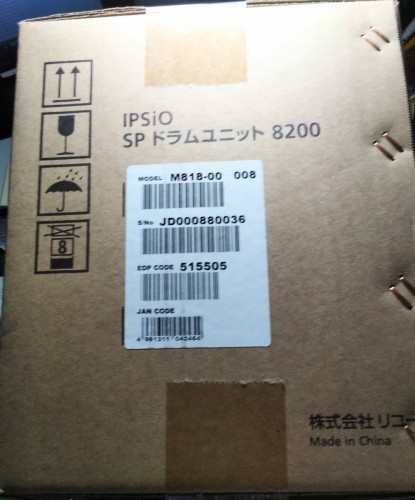 IPSiO
SP ドラムユニット 8200
MODEL M818-00 008
S/No JD000880036
EDP CODE 515505
JAN CODE
8
株式会社 リコー
Made in China